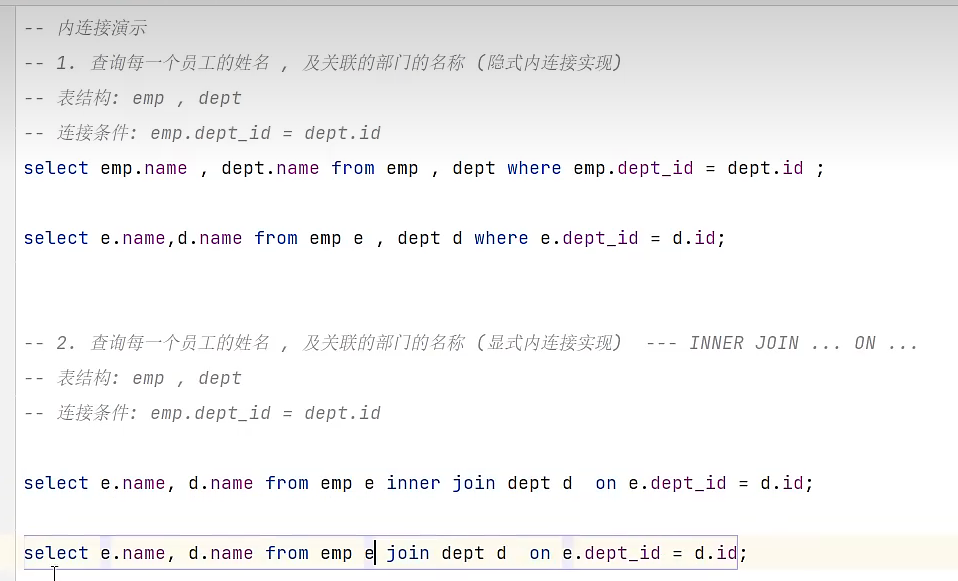 -- 内连接演示
-- 1. 查询每一个员工的姓名 , 及关联的部门的名称 (隐式内连接实现)
-- 表结构: emp , dept
-- 连接条件: emp.dept_id = dept.id
select emp.name , dept.name from emp , dept where emp.dept_id = dept.id ;
select e.name,d.name from emp e , dept d where e.dept_id = d.id;
-- 2. 查询每一个员工的姓名 , 及关联的部门的名称 (显式内连接实现)  --- INNER JOIN ... ON ...
-- 表结构: emp , dept
-- 连接条件: emp.dept_id = dept.id
select e.name, d.name from emp e inner join dept d  on e.dept_id = d.id;
select e.name, d.name from emp e join dept d  on e.dept_id = d.id;